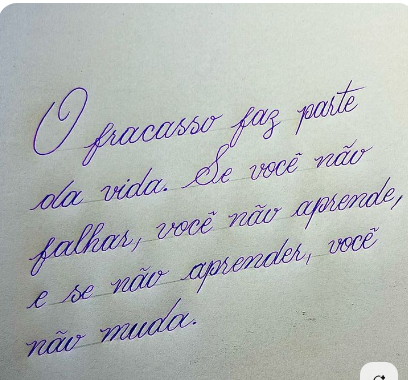 O fracasso faz parte
da vida. Se você não
falhar, você não aprende,
e se não aprender, você
não muda.